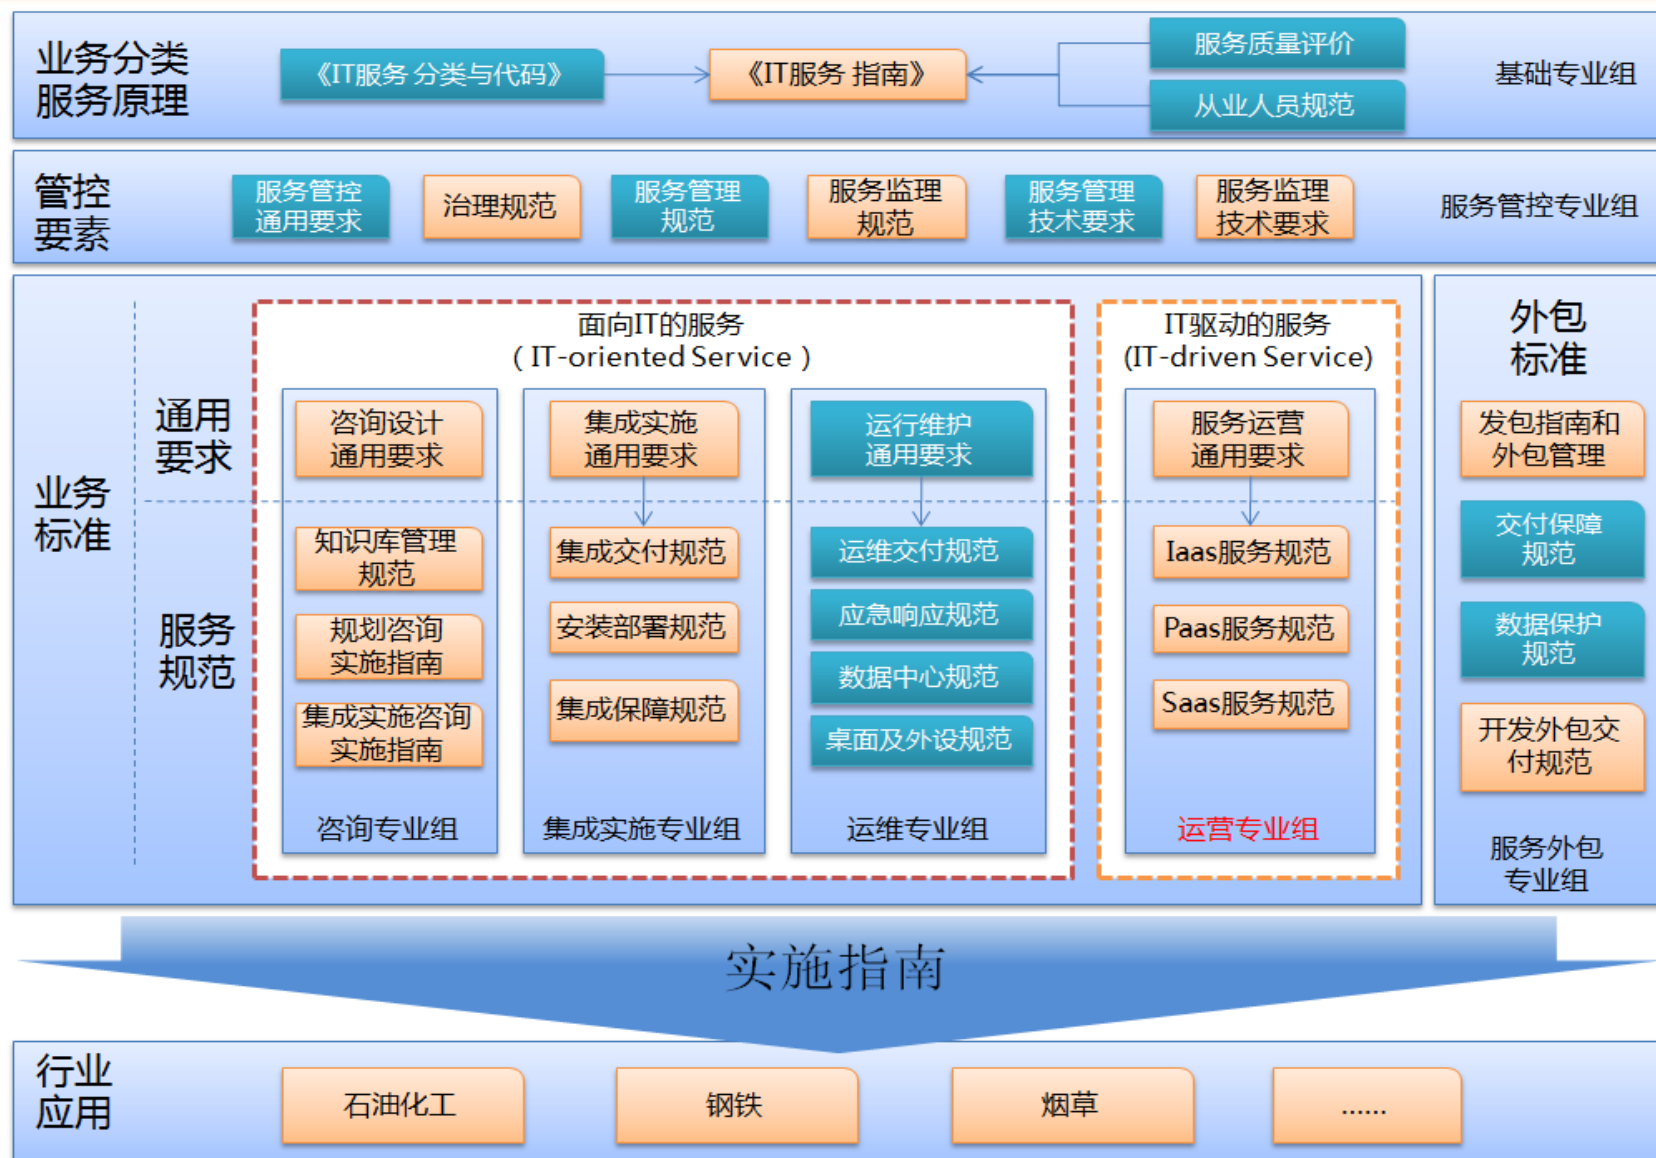 业务分类
服务原理
《IT服务 分类与代码》
《IT服务 指南》
服务质量评价
从业人员规范
基础专业组
管控
要素
服务管控
通用要求
治理规范
服务管理
规范
服务监理
规范
服务管理
技术要求
服务监理
技术要求
服务管控专业组
业务
标准
通用
要求
服务
规范
面向IT的服务
( IT-oriented Service )
咨询设计
通用要求
知识库管理
规范
规划咨询
实施指南
集成实施咨询
实施指南
咨询专业组
集成实施
通用要求
集成交付规范
安装部署规范
集成保障规范
集成实施专业组
运行维护
通用要求
运维交付规范
应急响应规范
数据中心规范
桌面及外设规范
运维专业组
IT驱动的服务
(IT-driven Service)
服务运营
通用要求
Iaas服务规范
Paas服务规范
Saas服务规范
运营专业组
外包
标准
发包指南和
外包管理
交付保障
规范
数据保护
规范
开发外包交
付规范
服务外包
专业组
实施指南
行业
应用
石油化工
钢铁
烟草
......